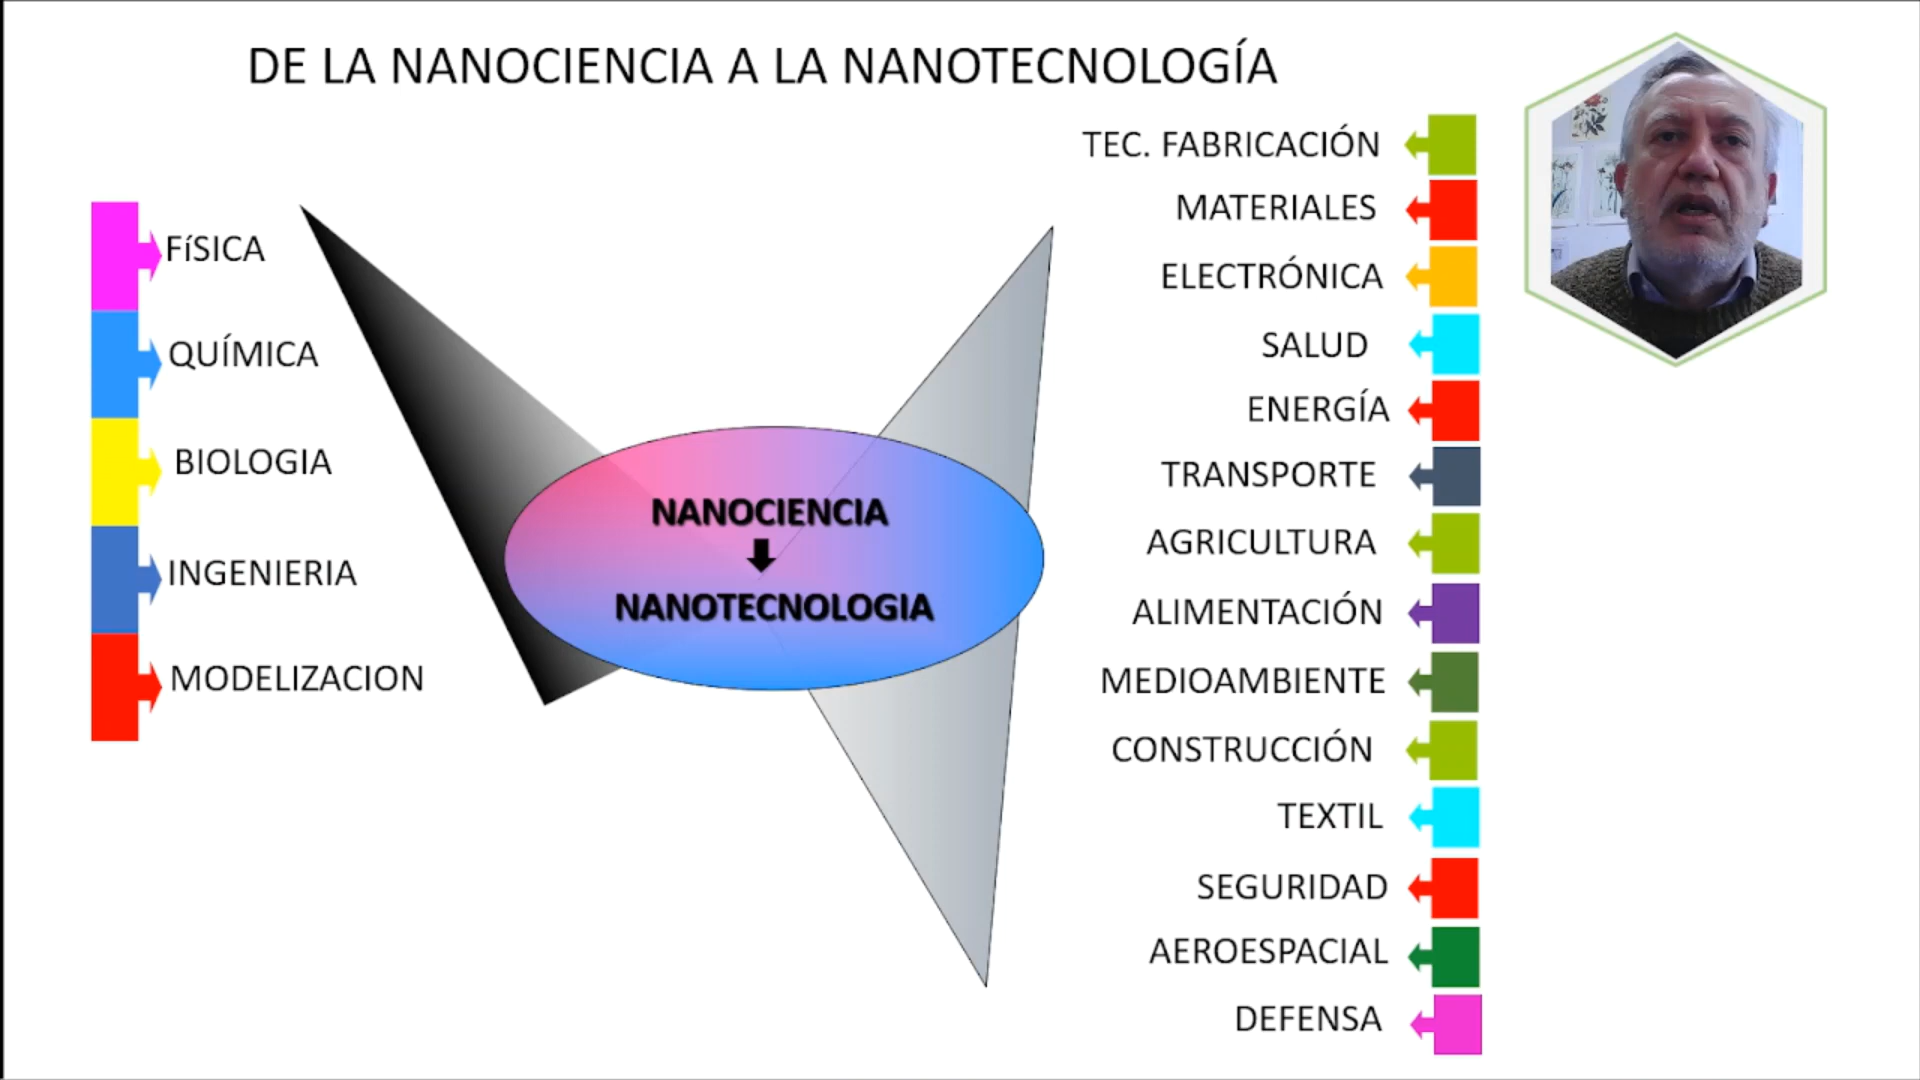 DE LA NANOCIENCIA A LA NANOTECNOLOGÍA
FíSICA
QUÍMICA
BIOLOGIA
INGENIERIA
MODELIZACION
NANOCIENCIA
NANOTECNOLOGIA
TEC. FABRICACIÓN
MATERIALES
ELECTRÓNICA
SALUD
ENERGÍA
TRANSPORTE
AGRICULTURA
ALIMENTACIÓN
MEDIOAMBIENTE
CONSTRUCCIÓN
TEXTIL
SEGURIDAD
AEROESPACIAL
DEFENSA